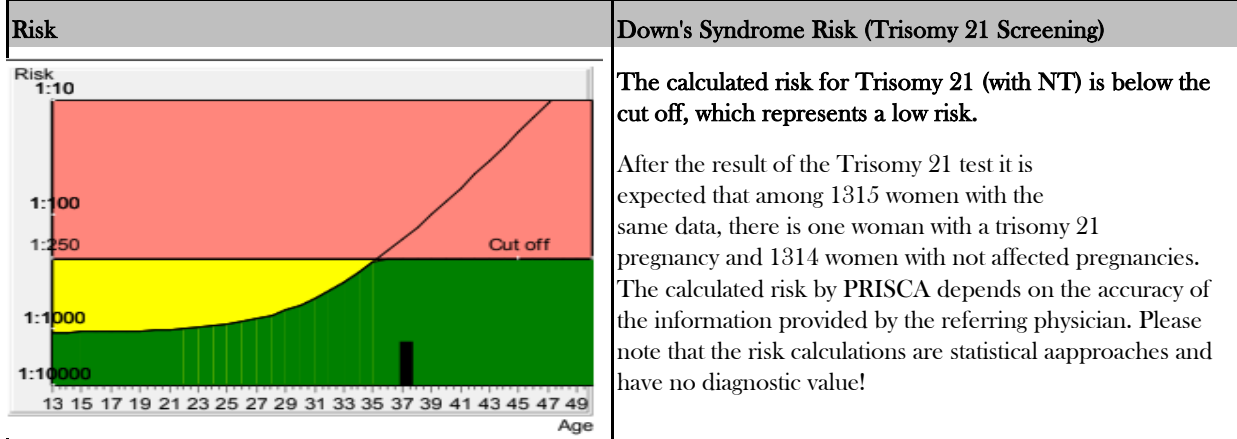 Risk
Down's Syndrome Risk (Trisomy 21 Screening)
Risk
1:10
1:100
1:250
Cut off
1:1000
1:10000
13 15 17 19 21 23 25 27 29 31 33 35 37 39 41 43 45 47 49
Age
The calculated risk for Trisomy 21 (with NT) is below the
cut off, which represents a low risk.
After the result of the Trisomy 21 test it is
expected that among 1315 women with the
same data, there is one woman with a trisomy 21
pregnancy and 1314 women with not affected pregnancies.
The calculated risk by PRISCA depends on the accuracy of
the information provided by the referring physician. Please
note that the risk calculations are statistical aapproaches and
have no diagnostic value!